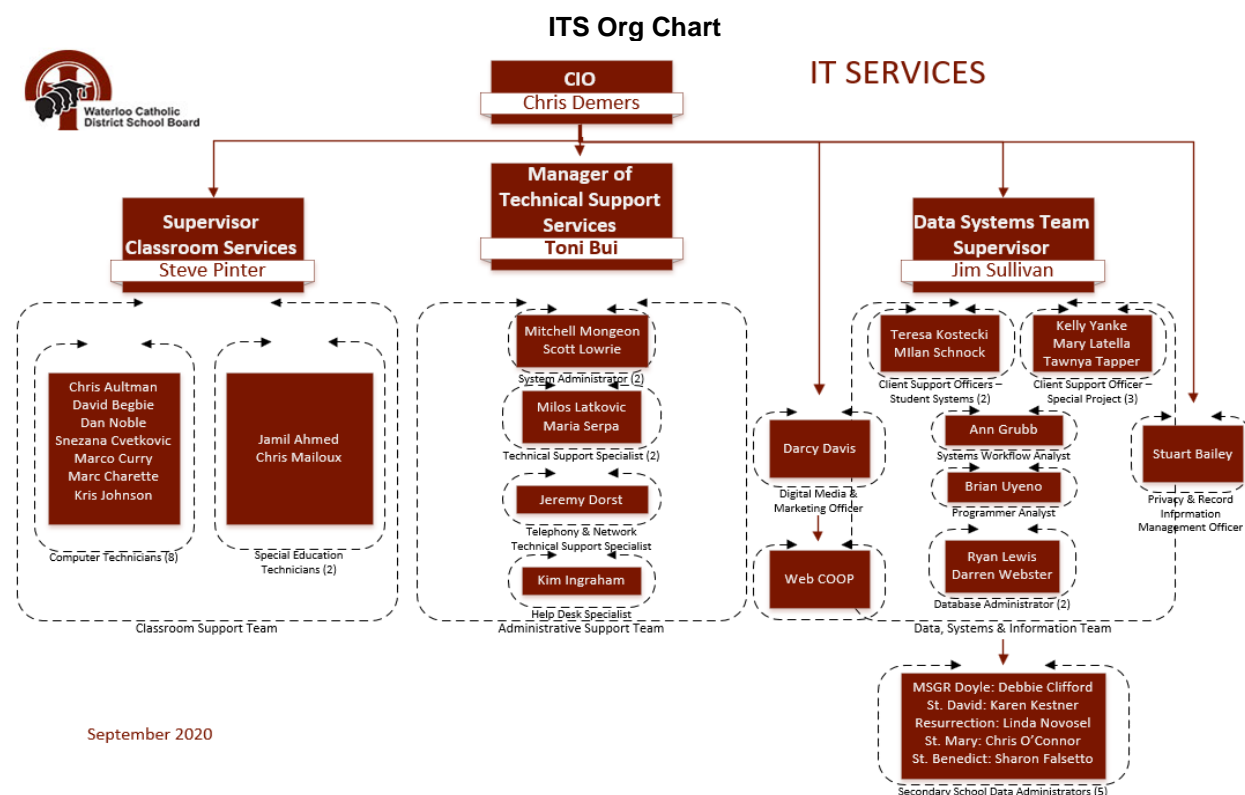 ITS Org Chart
Waterloo Catholic
District School Board
IT SERVICES
CIO
Chris Demers
Supervisor
Classroom Services
Steve Pinter
Manager of
Technical Support
Services
Toni Bui
Data Systems Team
Supervisor
Jim Sullivan
Chris Aultman
David Begbie
Dan Noble
Snezana Cvetkovic
Marco Curry
Marc Charette
Kris Johnson
Computer Technicians (8)
Jamil Ahmed
Chris Mailoux
Special Education
Technicians (2)
Classroom Support Team
Mitchell Mongeon
Scott Lowrie
System Administrator (2)
Milos Latkovic
Maria Serpa
Technical Support Specialist (2)
Jeremy Dorst
Telephony & Network
Technical Support Specialist
Kim Ingraham
Help Desk Specialist
Administrative Support Team
Darcy Davis
Digital Media &
Marketing Officer
Web COOP
Teresa Kostecki
MIlan Schnock
Client Support Officers –
Student Systems (2)
Kelly Yanke
Mary Latella
Tawnya Tapper
Client Support Officer –
Special Project (3)
Ann Grubb
Systems Workflow Analyst
Brian Uyeno
Programmer Analyst
Ryan Lewis
Darren Webster
Database Administrator (2)
Data, Systems & Information Team
Stuart Bailey
Privacy & Record
Information
Management Officer
MSGR Doyle: Debbie Clifford
St. David: Karen Kestner
Resurrection: Linda Novosel
St. Mary: Chris O’Connor
St. Benedict: Sharon Falsetto
Secondary School Data Administrators (5)
September 2020